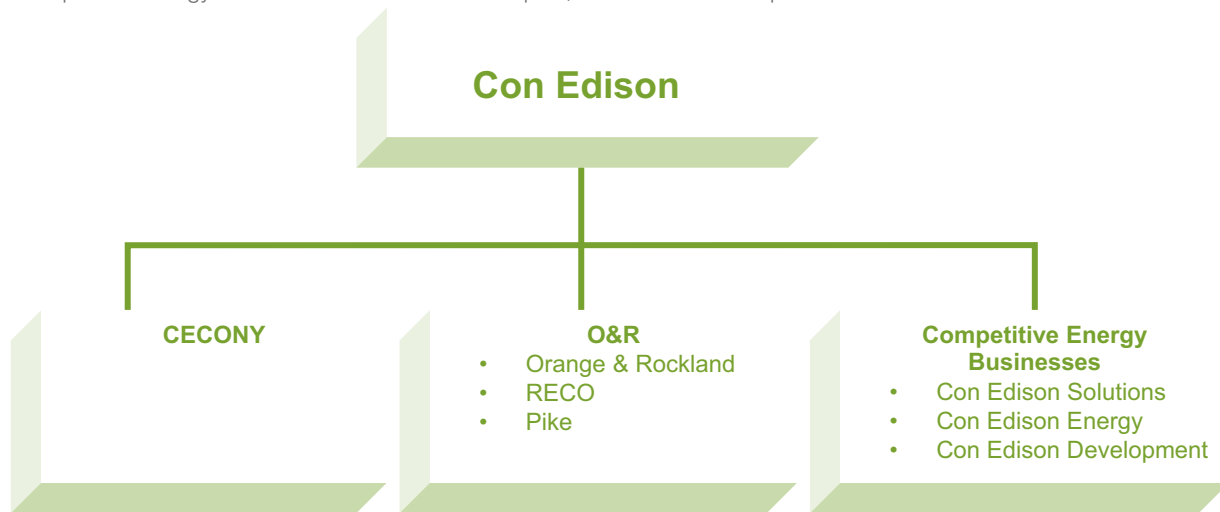 Con Edison
CECONY
O&R
• Orange & Rockland
• RECO
• Pike
Competitive Energy
Businesses
• Con Edison Solutions
• Con Edison Energy
• Con Edison Development